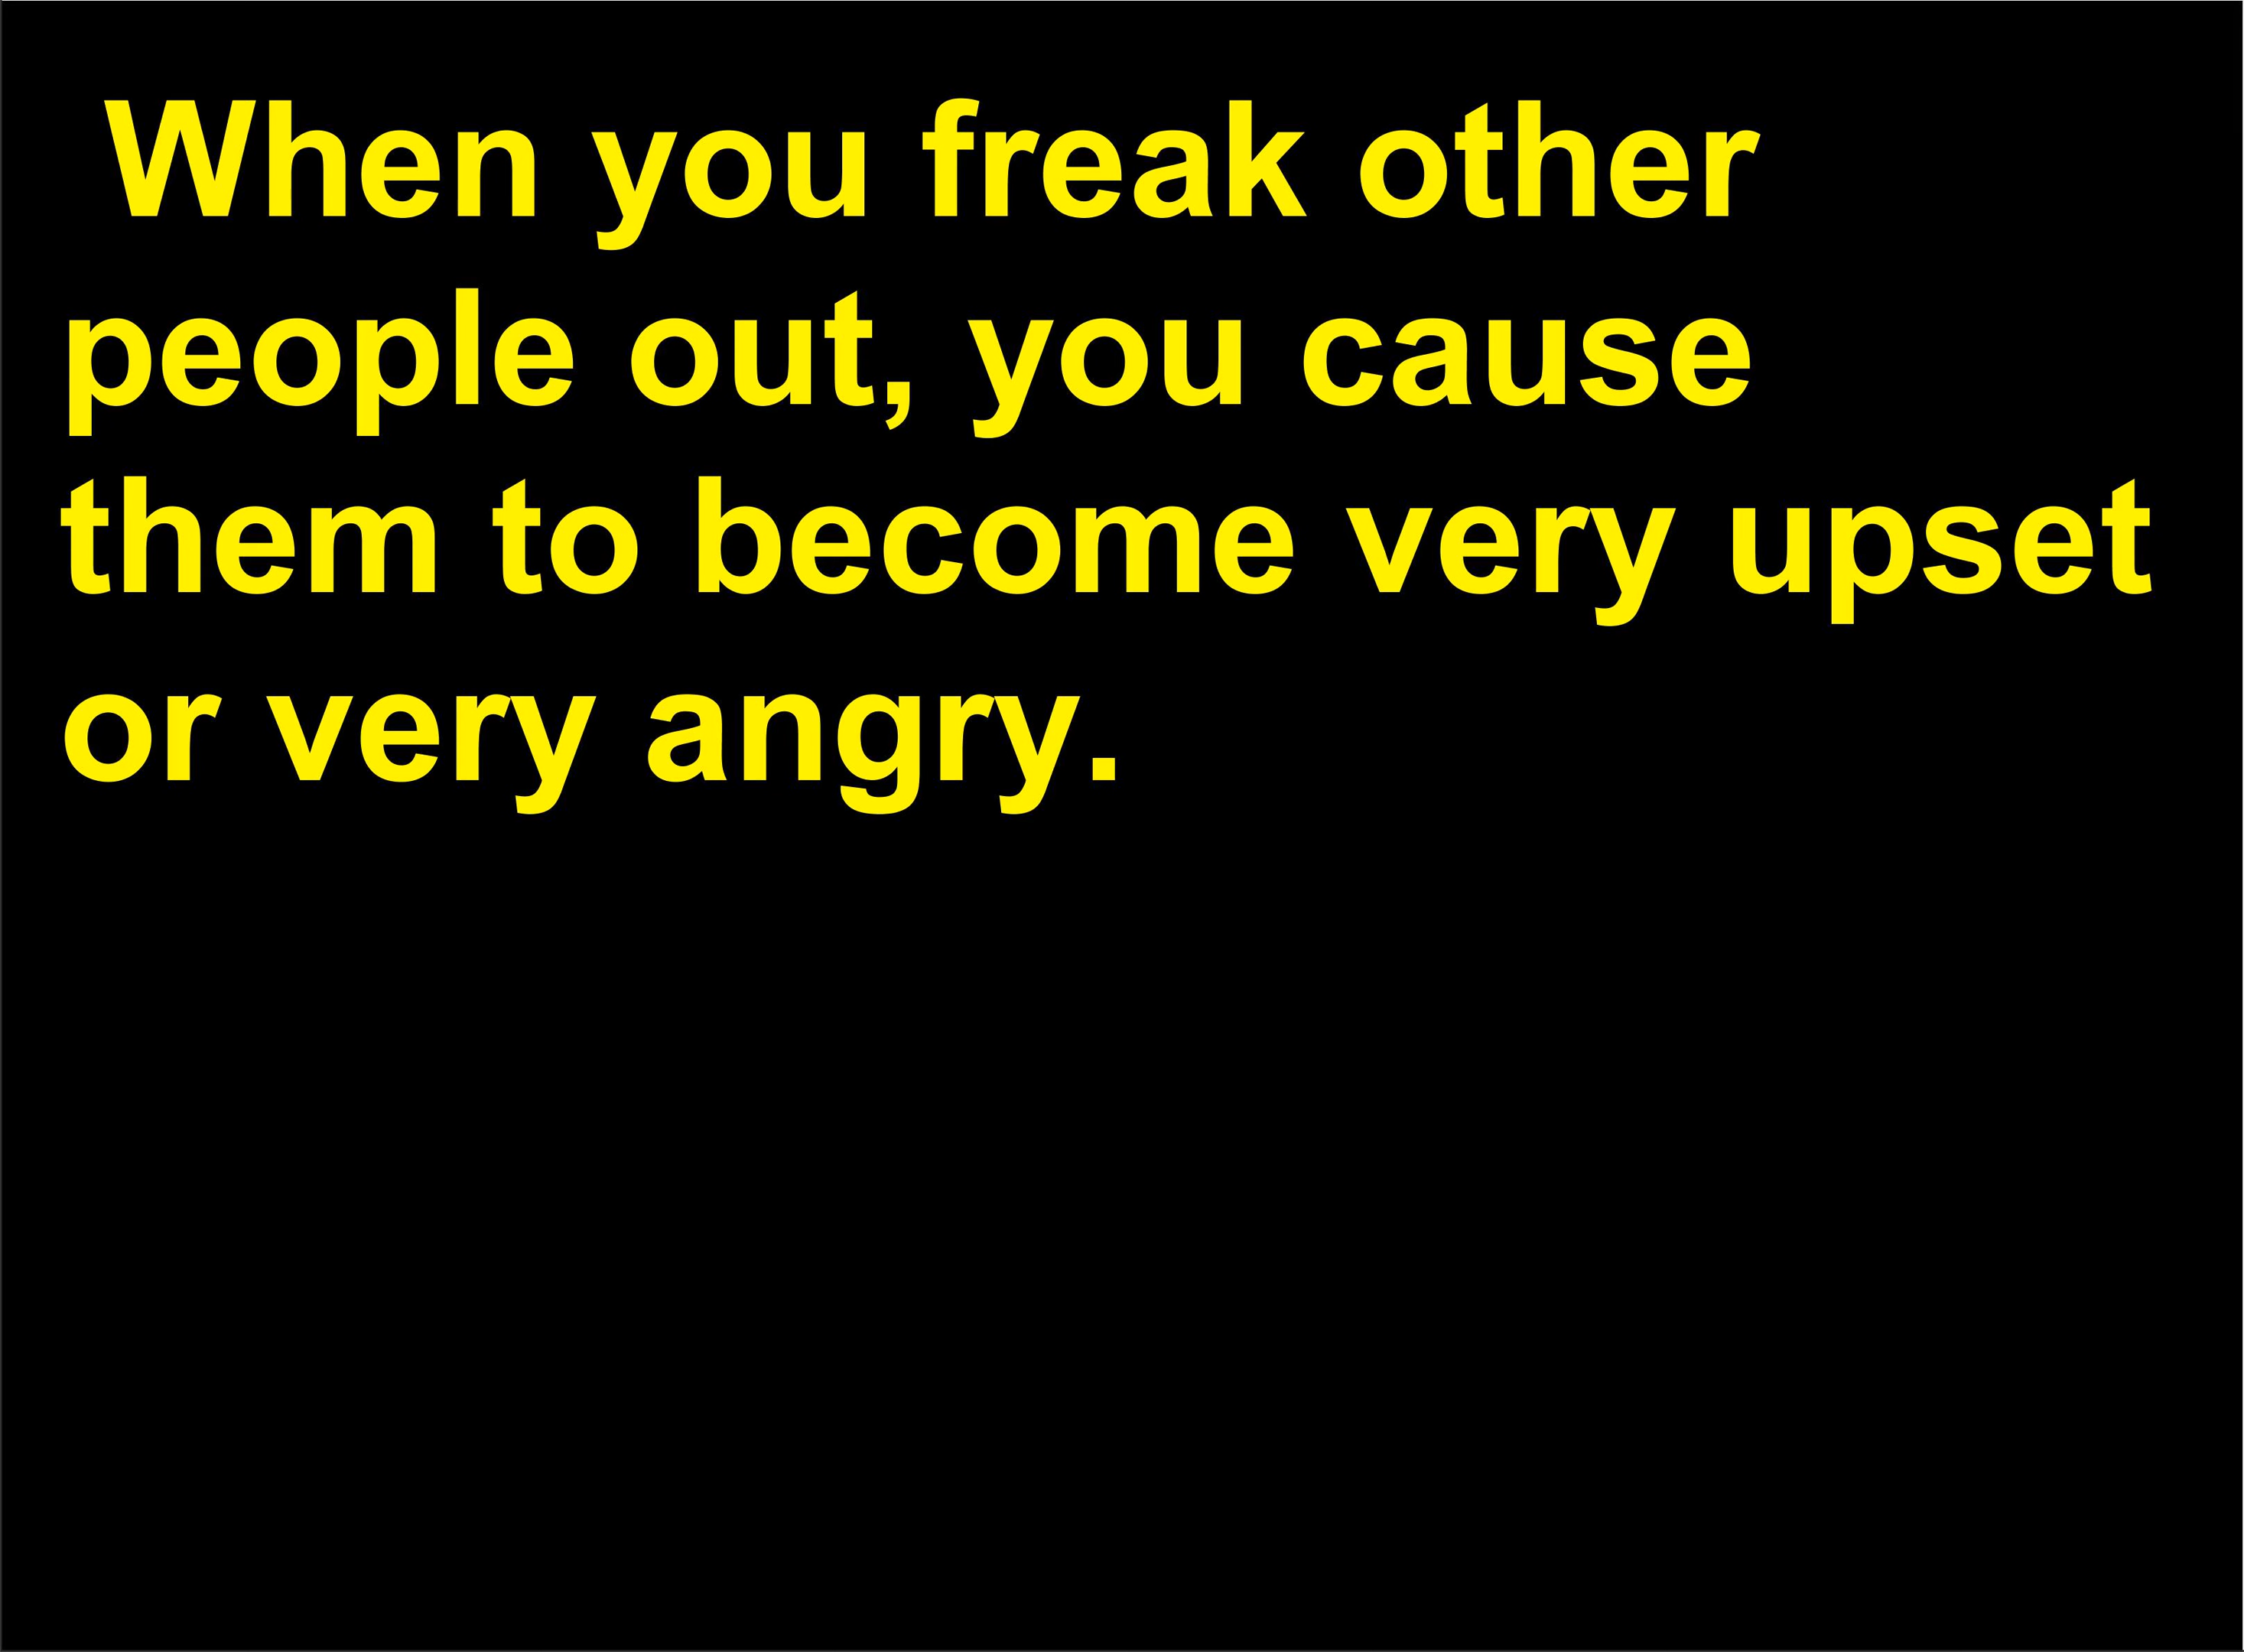 When you freak other
people out, you cause
them to become very upset
or very angry.